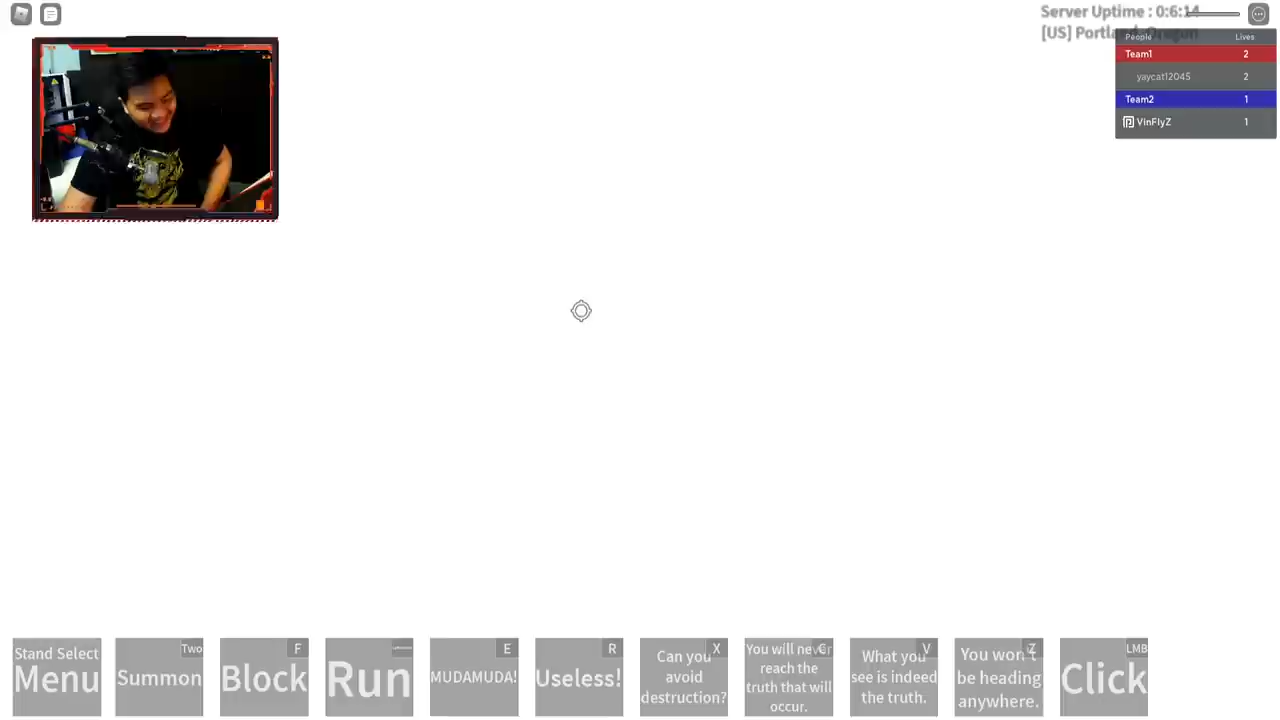 Server Uptime : 0:6:14
[US] Portland, Oregon
People Lives
Team1 2
yaycat12045 2
Team2 1
VinFlyZ 1
Stand Select
Menu
Two
Summon
F
Block
Run
E
MUDAMUDA!
R
Useless!
X
Can you
avoid
destruction?
C
You will never
reach the
truth that will
occur.
V
What you
see is indeed
the truth.
Z
You won't
be heading
anywhere.
LMB
Click